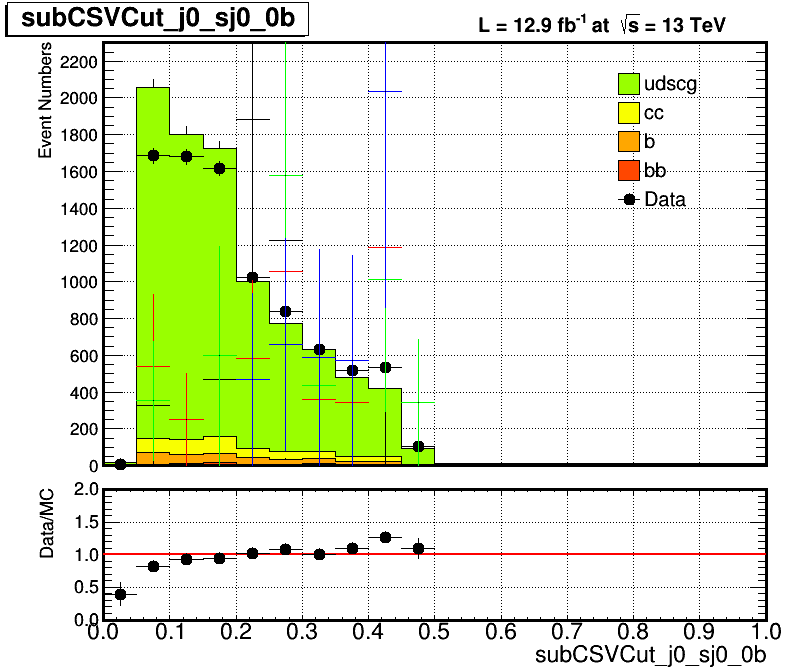 subCSVCut_j0_sj0_0b
L = 12.9 fb-1 at √s = 13 TeV
Event Numbers
2200
2000
1800
1600
1400
1200
1000
800
600
400
200
0
udscg
cc
b
bb
Data
Data/MC
2.0
1.5
1.0
0.5
0.0
0.0 0.1 0.2 0.3 0.4 0.5 0.6 0.7 0.8 0.9 1.0
subCSVCut_j0_sj0_0b